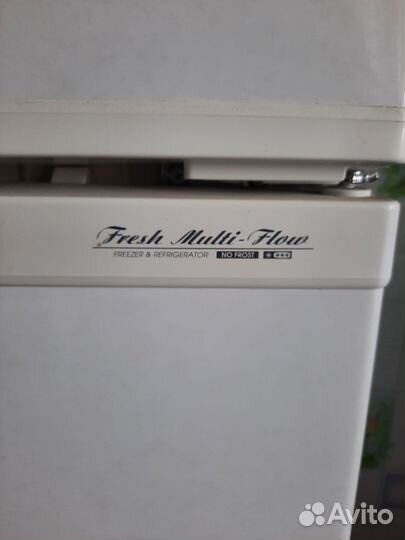 Fresh Multi-Flow
FREEZER & REFRIGERATOR NO FROST
Avito